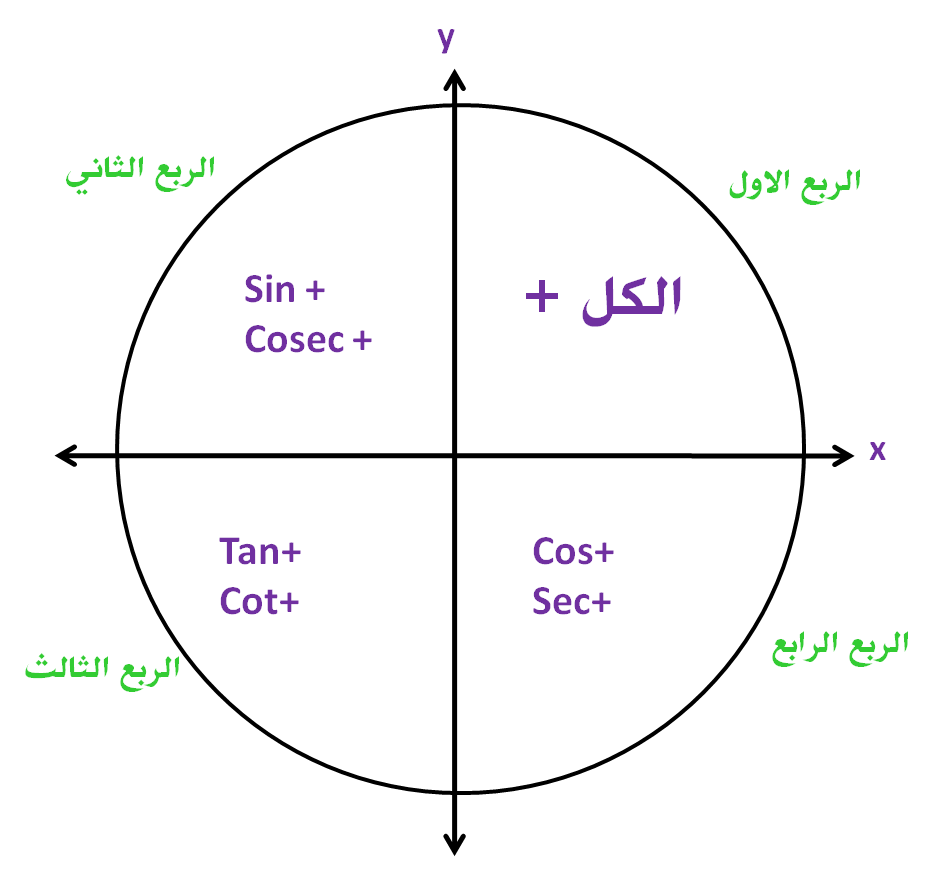 y
الربع الثاني
الربع الاول
Sin +
Cosec +
الكل +
x
Tan+
Cot+
Cos+
Sec+
الربع الثالث
الربع الرابع